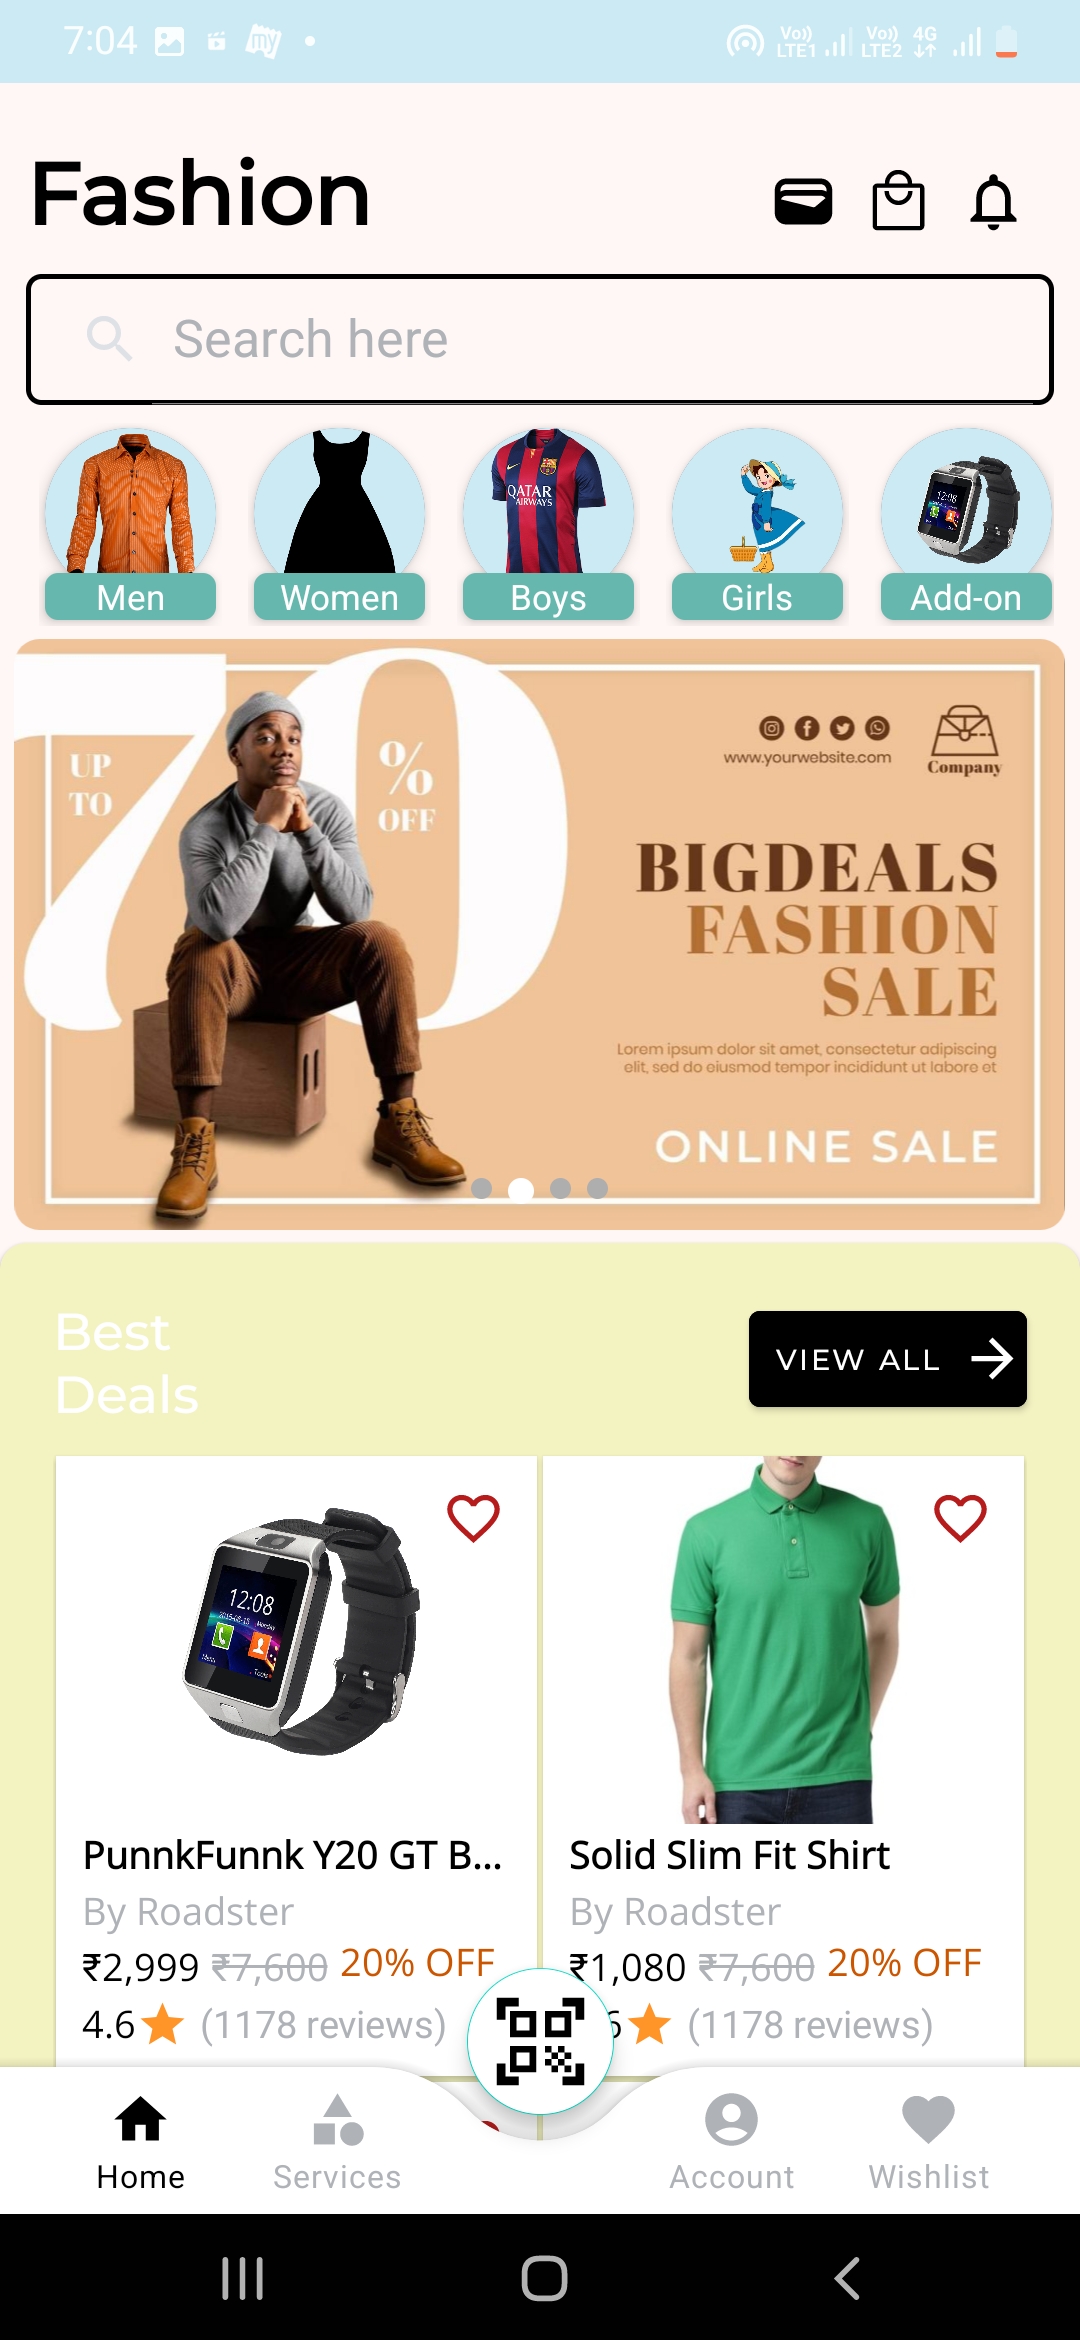 7:04
Vo)) LTE1 Vo)) LTE2 4G
Fashion
Search here
QATAR
AIRWAYS
12:08
Men Women Boys Girls Add-on
70
UP
TO
%
OFF
www.yourwebsite.com
Company
BIGDEALS
FASHION
SALE
Lorem ipsum dolor sit amet, consectetur adipiscing
elit, sed do eiusmod tempor incididunt ut labore et
ONLINE SALE
Best
Deals
VIEW ALL
12:08
Monday
Menu Tools
PunnkFunnk Y20 GT B...
By Roadster
₹2,999 ₹7,600 20% OFF
4.6 (1178 reviews)
Solid Slim Fit Shirt
By Roadster
₹1,080 ₹7,600 20% OFF
6 (1178 reviews)
Home Services Account Wishlist